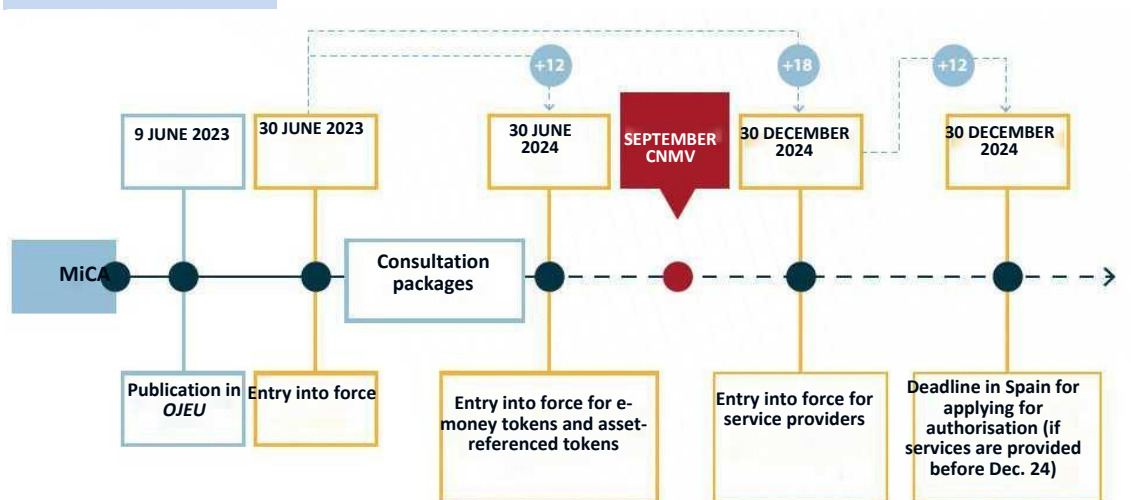 +12
+18
+12
9 JUNE 2023
30 JUNE 2023
30 JUNE
2024
SEPTEMBER
CNMV
30 DECEMBER
2024
30 DECEMBER
2024
MiCA
Consultation
packages
Publication in
OJEU
Entry into force
Entry into force for e-
money tokens and asset-
referenced tokens
Entry into force for
service providers
Deadline in Spain for
applying for
authorisation (if
services are provided
before Dec. 24)